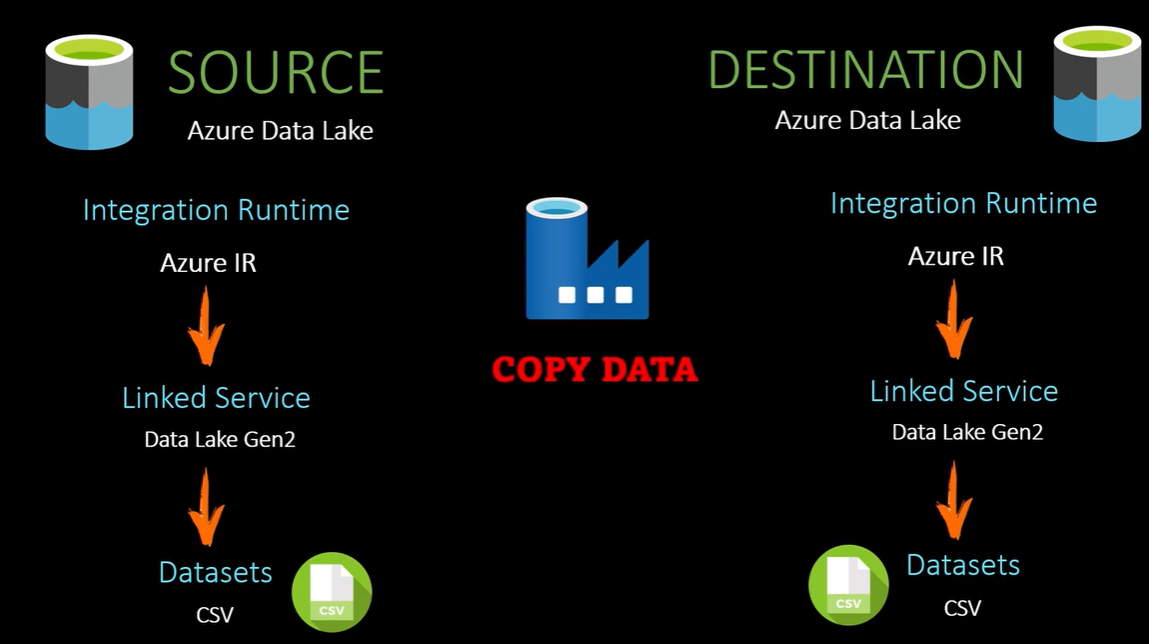 SOURCE
Azure Data Lake
Integration Runtime
Azure IR
Linked Service
Data Lake Gen2
Datasets
CSV
CSV
COPY DATA
DESTINATION
Azure Data Lake
Integration Runtime
Azure IR
Linked Service
Data Lake Gen2
CSV
Datasets
CSV